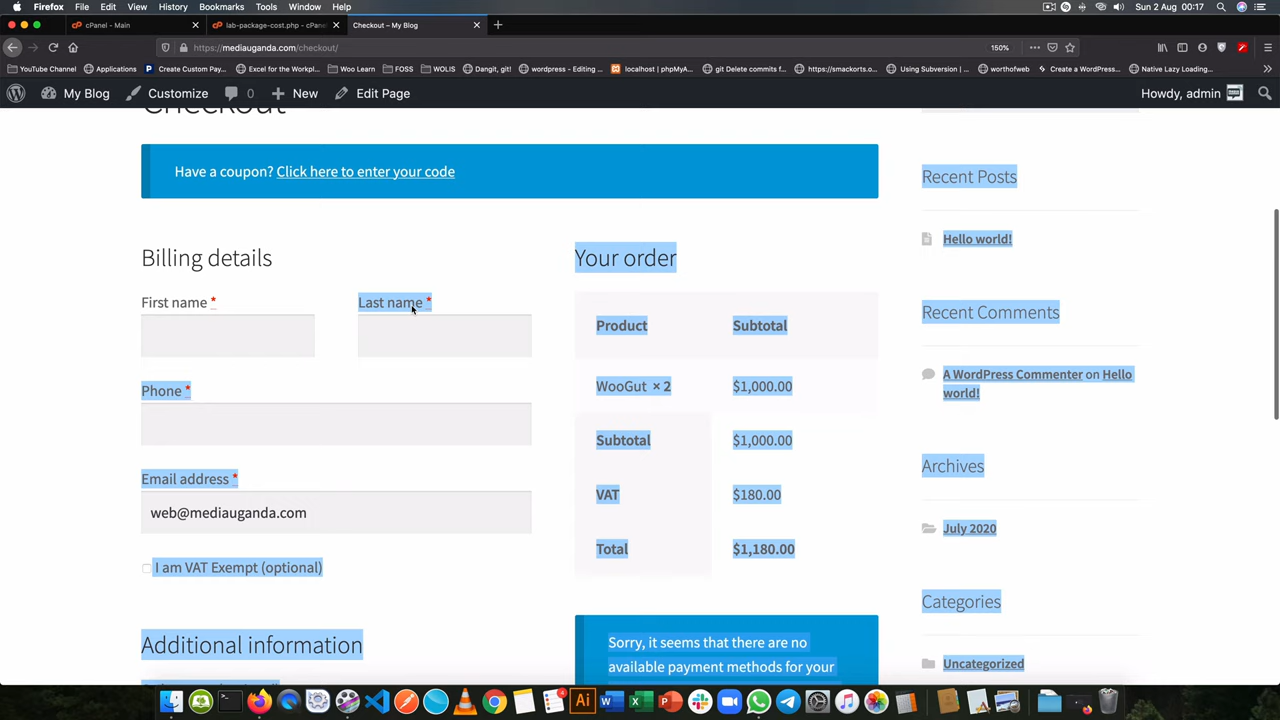 Firefox File Edit View History Bookmarks Tools Window Help
Sun 2 Aug 00:17
cPanel - Main
lab-package-cost.php - cPan
Checkout – My Blog
https://mediauganda.com/checkout/
150%
YouTube Channel
Applications
Create Custom Pay...
Excel for the Workplac...
Woo Learn
FOSS
WOLIS
Dangit, git!
wordpress - Editing ...
localhost | phpMyA...
git Delete commits f...
https://smackorts.o...
Using Subversion | ...
worthofweb
Create a WordPress...
Native Lazy Loading...
My Blog
Customize
0
New
Edit Page
Howdy, admin
Checkout
Have a coupon? Click here to enter your code
Billing details
First name *
Last name *
Phone *
Email address *
web@mediauganda.com
I am VAT Exempt (optional)
Additional information
Your order
Product Subtotal
WooGut × 2 $1,000.00
Subtotal $1,000.00
VAT $180.00
Total $1,180.00
Sorry, it seems that there are no
available payment methods for your
Recent Posts
Hello world!
Recent Comments
A WordPress Commenter on Hello
world!
Archives
July 2020
Categories
Uncategorized